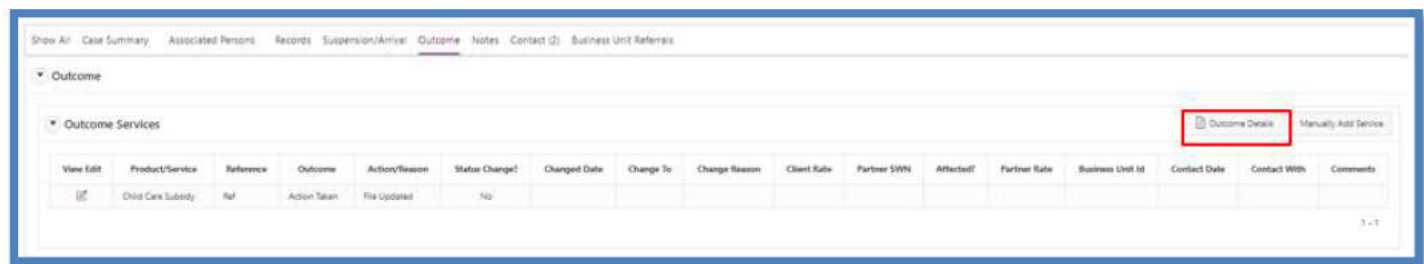 Show All Case Summary Associated Persons Records Suspension/Arrival Outcome Notes Contact (2) Business Unit Referrals
Outcome
Outcome Services Outcome Details Manually Add Service
View Edit Product/Service Reference Outcome Action/Reason Status Change? Changed Date Change To Change Reason Client Rate Partner SWN Affected? Partner Rate Business Unit Id Contact Date Contact With Comments
Child Care Subsidy Ref Action Taken File Updated No
1 - 1